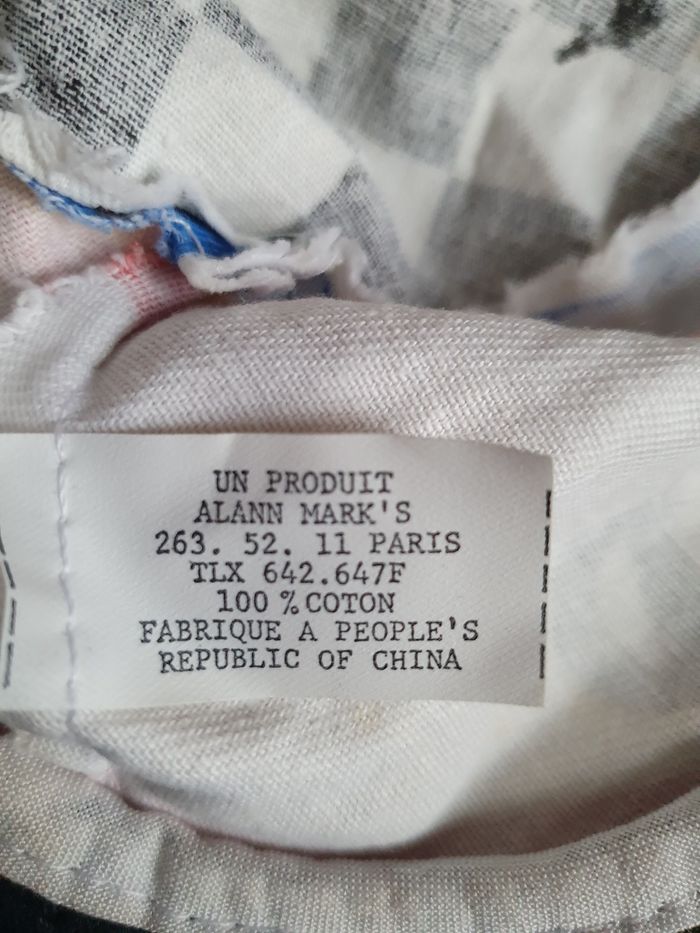 UN PRODUIT
ALANN MARK'S
263. 52. 11 PARIS
TLX 642.647F
100 % COTON
FABRIQUE A PEOPLE'S
REPUBLIC OF CHINA